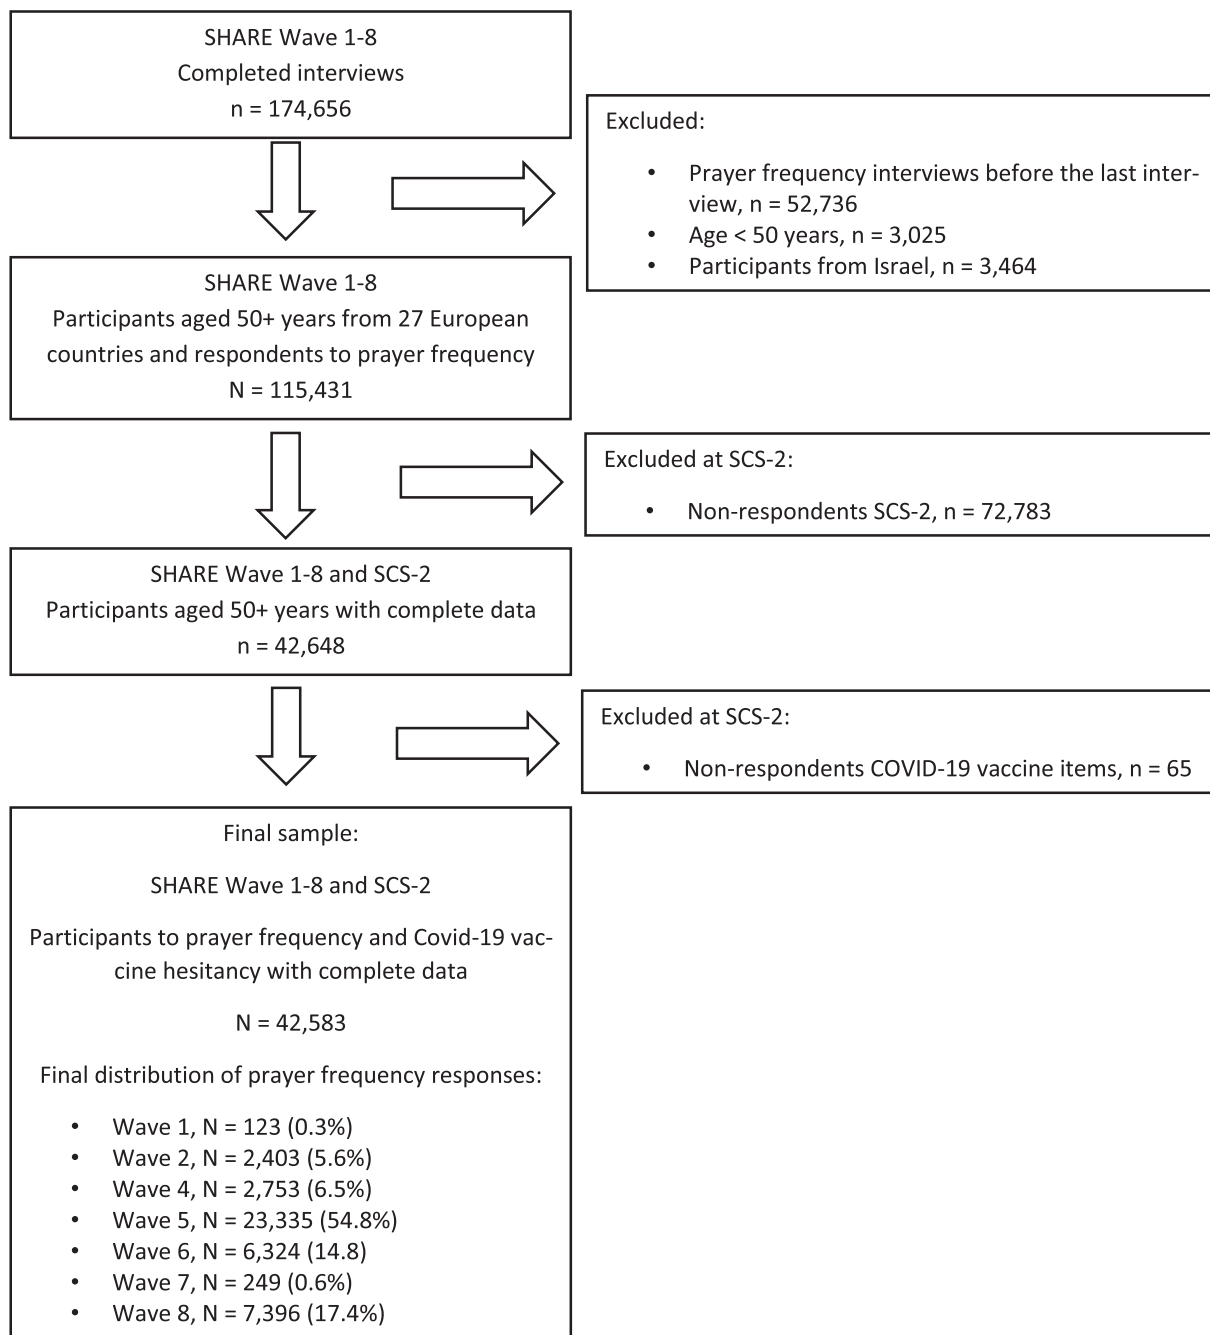 SHARE Wave 1-8
Completed interviews
n = 174,656
Excluded:
• Prayer frequency interviews before the last inter-
view, n = 52,736
• Age < 50 years, n = 3,025
• Participants from Israel, n = 3,464
SHARE Wave 1-8
Participants aged 50+ years from 27 European
countries and respondents to prayer frequency
N = 115,431
Excluded at SCS-2:
• Non-respondents SCS-2, n = 72,783
SHARE Wave 1-8 and SCS-2
Participants aged 50+ years with complete data
n = 42,648
Excluded at SCS-2:
• Non-respondents COVID-19 vaccine items, n = 65
Final sample:
SHARE Wave 1-8 and SCS-2
Participants to prayer frequency and Covid-19 vac-
cine hesitancy with complete data
N = 42,583
Final distribution of prayer frequency responses:
• Wave 1, N = 123 (0.3%)
• Wave 2, N = 2,403 (5.6%)
• Wave 4, N = 2,753 (6.5%)
• Wave 5, N = 23,335 (54.8%)
• Wave 6, N = 6,324 (14.8)
• Wave 7, N = 249 (0.6%)
• Wave 8, N = 7,396 (17.4%)